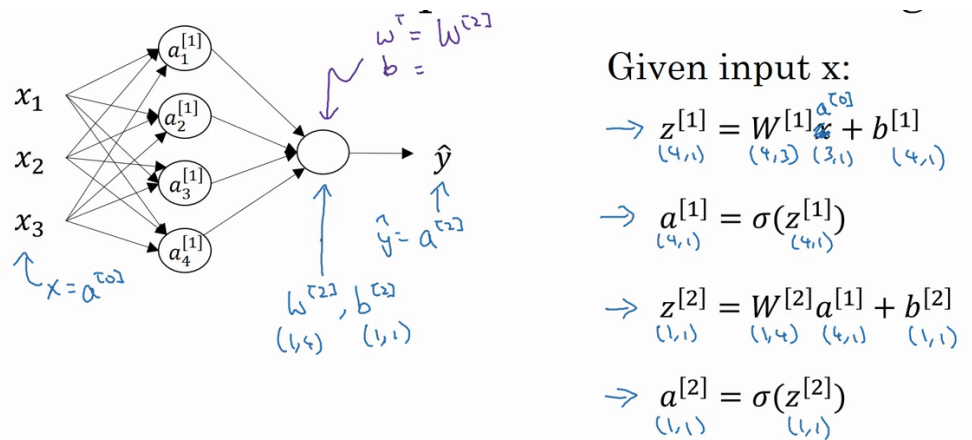 wᵀ = W^[2]
b =
a₁^[1]
x₁
a₂^[1]
x₂
a₃^[1]
ŷ
x₃
a₄^[1]
ŷ = a^[2]
x = a^[0]
W^[2], b^[2]
(1,4) (1,1)
Given input x:
a^[0]
→ z^[1] = W^[1]x + b^[1]
(4,1) (4,3) (3,1) (4,1)
→ a^[1] = σ(z^[1])
(4,1) (4,1)
→ z^[2] = W^[2]a^[1] + b^[2]
(1,1) (1,4) (4,1) (1,1)
→ a^[2] = σ(z^[2])
(1,1) (1,1)